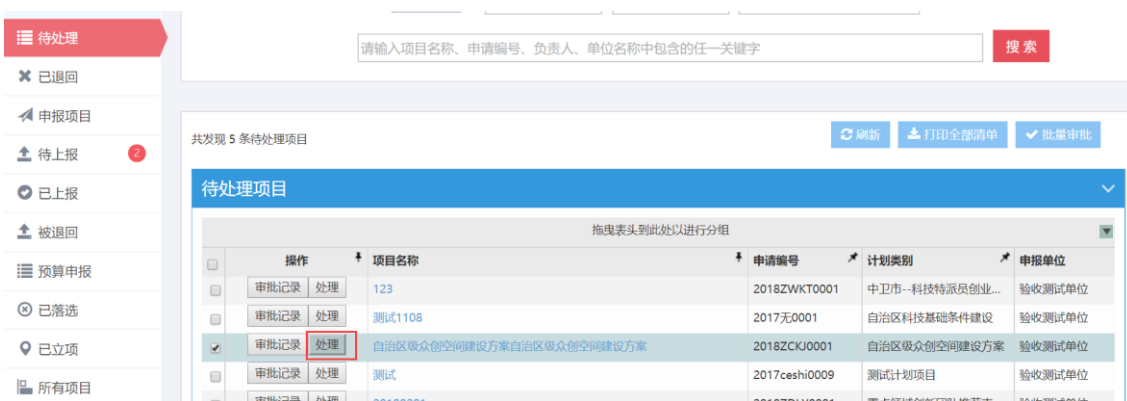 待处理
已退回
申报项目
待上报 2
已上报
被退回
预算申报
已落选
已立项
所有项目
请输入项目名称、申请编号、负责人、单位名称中包含的任一关键字
搜 索
共发现 5 条待处理项目
刷新 打印全部清单 批量审批
待处理项目
拖曳表头到此处以进行分组
操作 项目名称 申请编号 计划类别 申报单位
审批记录 处理 123 2018ZWKT0001 中卫市--科技特派员创业... 验收测试单位
审批记录 处理 测试1108 2017无0001 自治区科技基础条件建设 验收测试单位
审批记录 处理 自治区级众创空间建设方案自治区级众创空间建设方案 2018ZCKJ0001 自治区级众创空间建设方案 验收测试单位
审批记录 处理 测试 2017ceshi0009 测试计划项目 验收测试单位